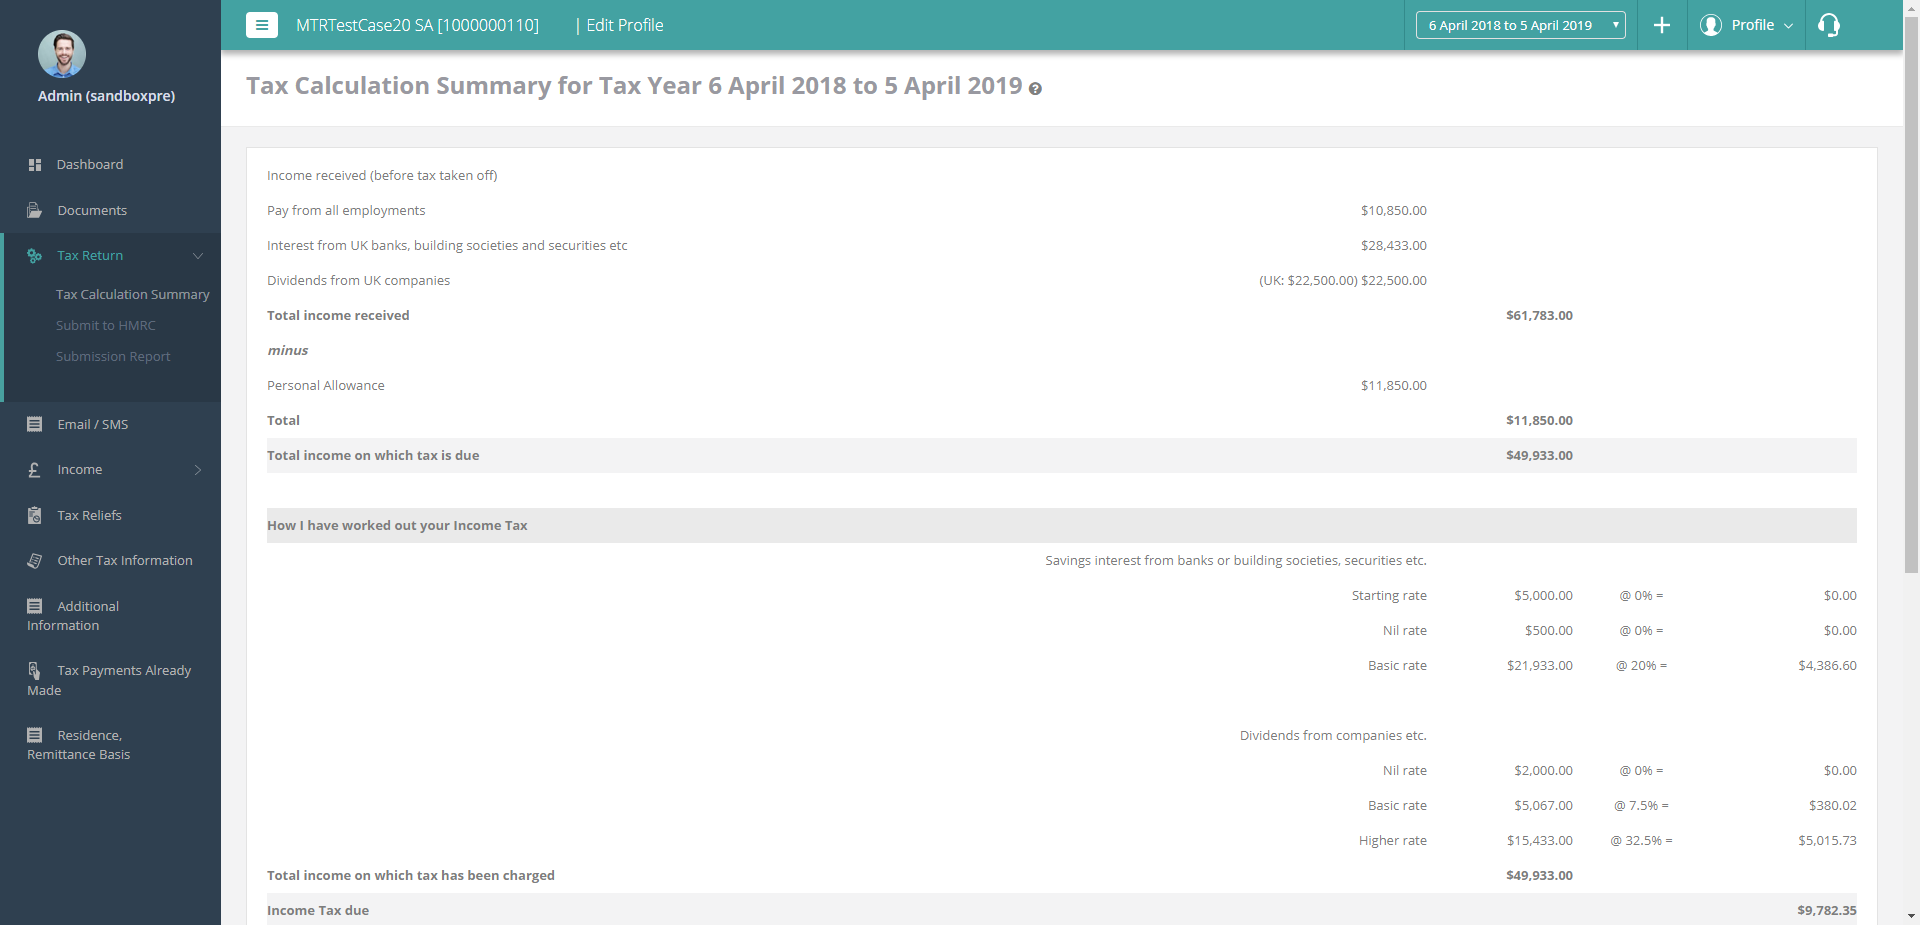 MTRTestCase20 SA [1000000110] | Edit Profile
6 April 2018 to 5 April 2019
Profile
Admin (sandboxpre)
Dashboard
Documents
Tax Return
Tax Calculation Summary
Submit to HMRC
Submission Report
Email / SMS
Income
Tax Reliefs
Other Tax Information
Additional
Information
Tax Payments Already
Made
Residence,
Remittance Basis
Tax Calculation Summary for Tax Year 6 April 2018 to 5 April 2019
Income received (before tax taken off)
Pay from all employments $10,850.00
Interest from UK banks, building societies and securities etc $28,433.00
Dividends from UK companies (UK: $22,500.00) $22,500.00
Total income received $61,783.00
minus
Personal Allowance $11,850.00
Total $11,850.00
Total income on which tax is due $49,933.00
How I have worked out your Income Tax
Savings interest from banks or building societies, securities etc.
Starting rate $5,000.00 @ 0% = $0.00
Nil rate $500.00 @ 0% = $0.00
Basic rate $21,933.00 @ 20% = $4,386.60
Dividends from companies etc.
Nil rate $2,000.00 @ 0% = $0.00
Basic rate $5,067.00 @ 7.5% = $380.02
Higher rate $15,433.00 @ 32.5% = $5,015.73
Total income on which tax has been charged $49,933.00
Income Tax due $9,782.35